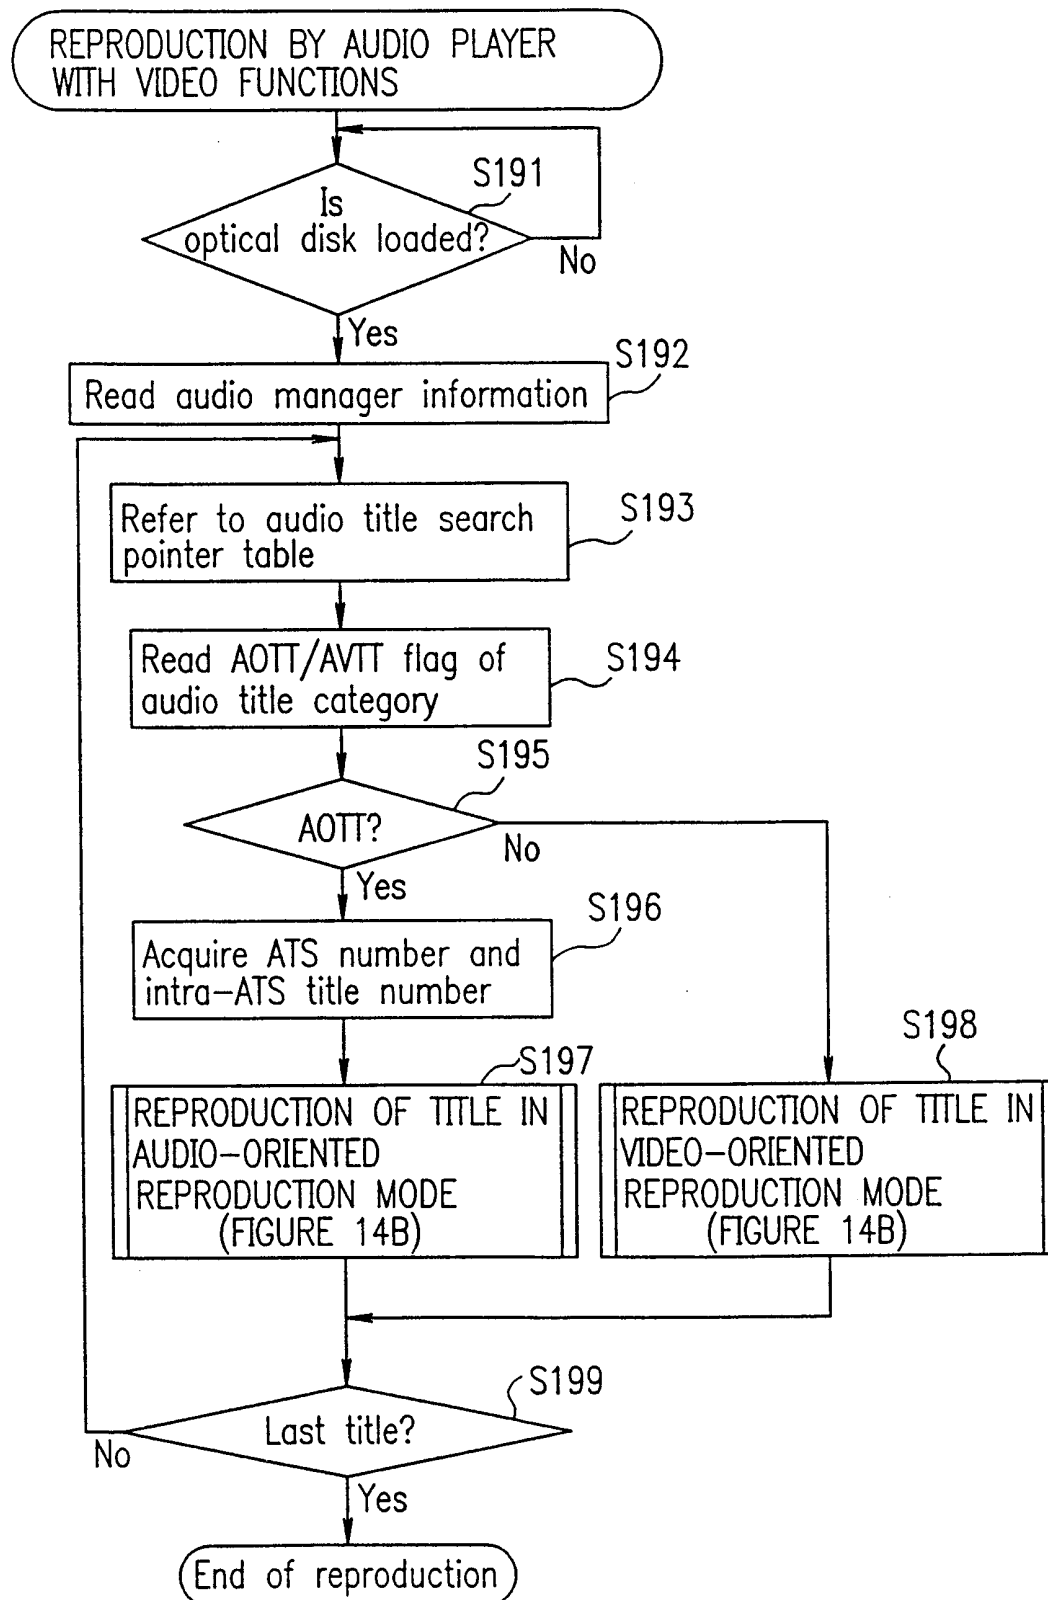 REPRODUCTION BY AUDIO PLAYER
WITH VIDEO FUNCTIONS
S191
Is
optical disk loaded?
No
Yes
S192
Read audio manager information
S193
Refer to audio title search
pointer table
S194
Read AOTT/AVTT flag of
audio title category
S195
AOTT?
No
Yes
S196
Acquire ATS number and
intra-ATS title number
S197
REPRODUCTION OF TITLE IN
AUDIO-ORIENTED
REPRODUCTION MODE
(FIGURE 14B)
S198
REPRODUCTION OF TITLE IN
VIDEO-ORIENTED
REPRODUCTION MODE
(FIGURE 14B)
S199
Last title?
No
Yes
End of reproduction